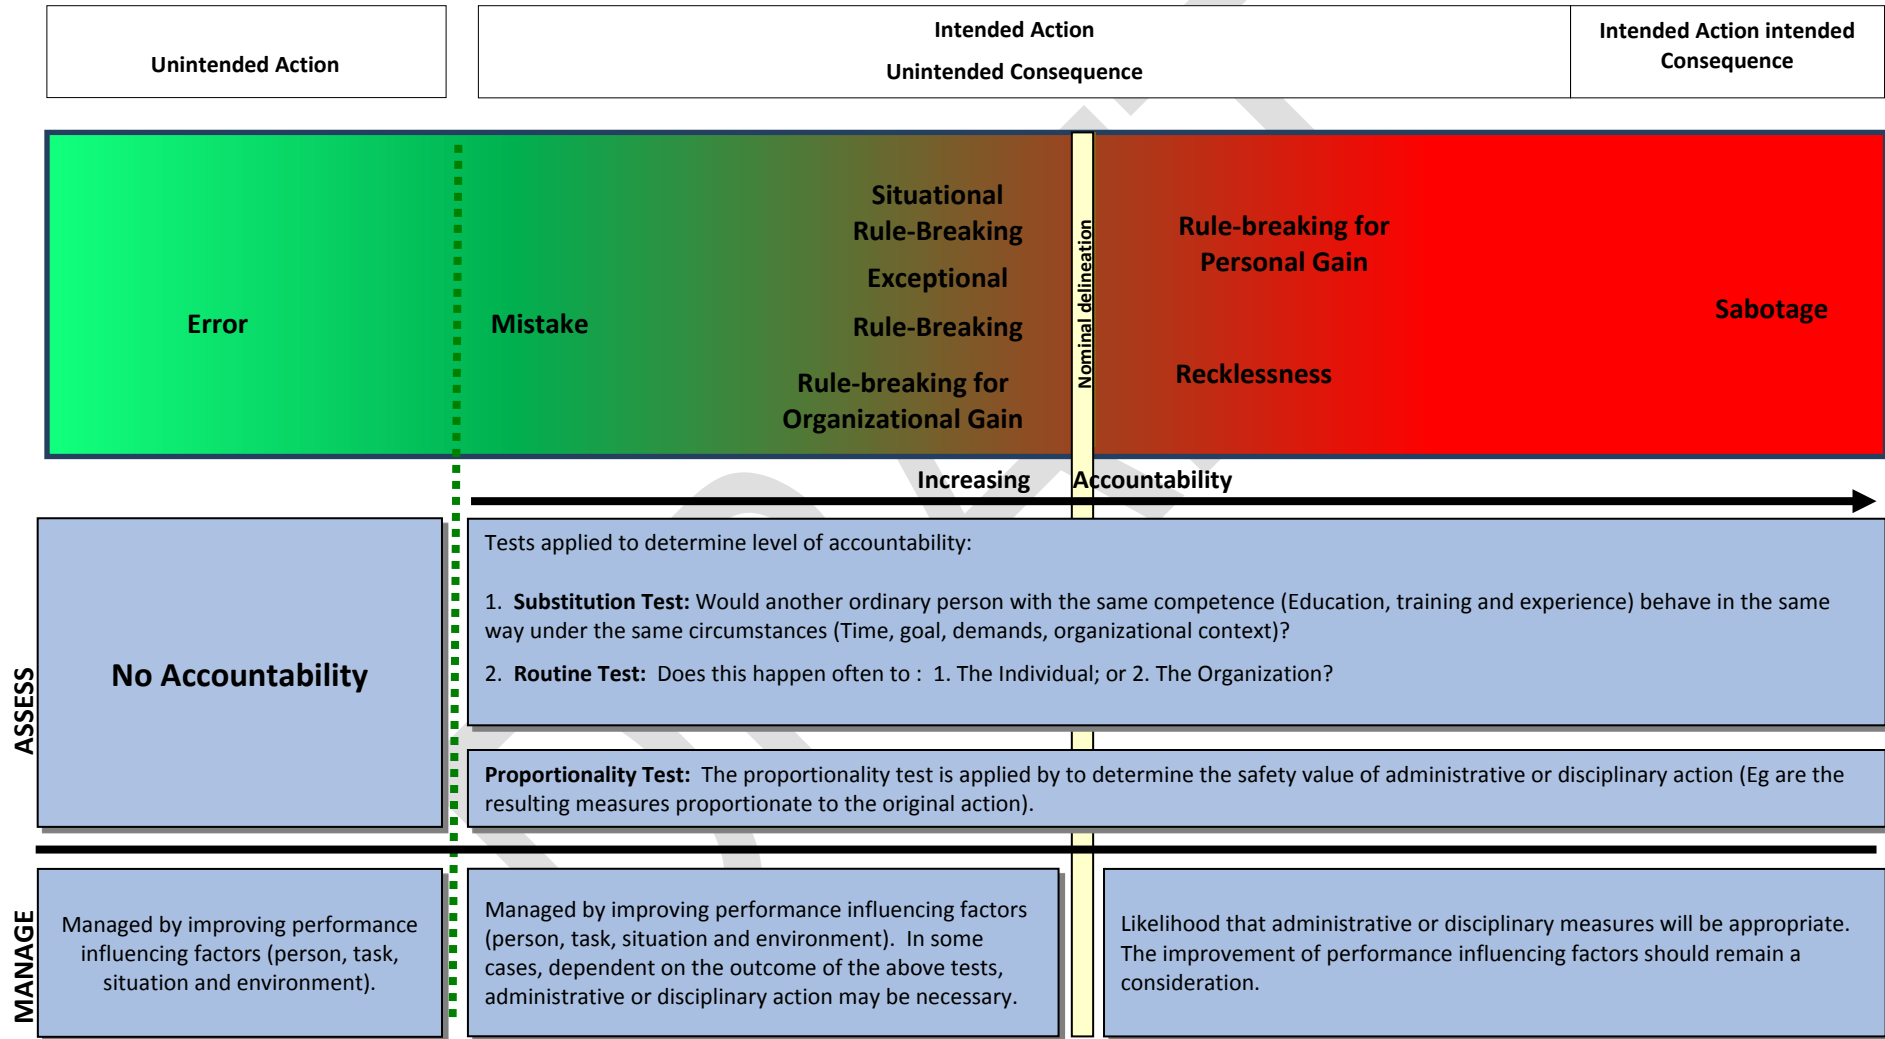 Unintended Action
Intended Action
Unintended Consequence
Intended Action intended
Consequence
Error
Mistake
Situational
Rule-Breaking
Exceptional
Rule-Breaking
Rule-breaking for
Organizational Gain
Nominal delineation
Rule-breaking for
Personal Gain
Recklessness
Sabotage
Increasing Accountability
ASSESS
No Accountability
Tests applied to determine level of accountability:
1. Substitution Test: Would another ordinary person with the same competence (Education, training and experience) behave in the same
way under the same circumstances (Time, goal, demands, organizational context)?
2. Routine Test: Does this happen often to : 1. The Individual; or 2. The Organization?
Proportionality Test: The proportionality test is applied by to determine the safety value of administrative or disciplinary action (Eg are the
resulting measures proportionate to the original action).
MANAGE
Managed by improving performance
influencing factors (person, task,
situation and environment).
Managed by improving performance influencing factors
(person, task, situation and environment). In some
cases, dependent on the outcome of the above tests,
administrative or disciplinary action may be necessary.
Likelihood that administrative or disciplinary measures will be appropriate.
The improvement of performance influencing factors should remain a
consideration.